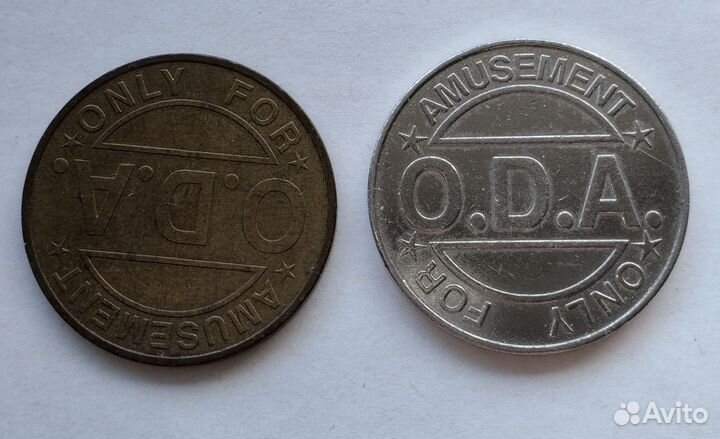 ONLY FOR
O.D.A.
AMUSEMENT
AMUSEMENT
O.D.A.
ONLY FOR
Avito